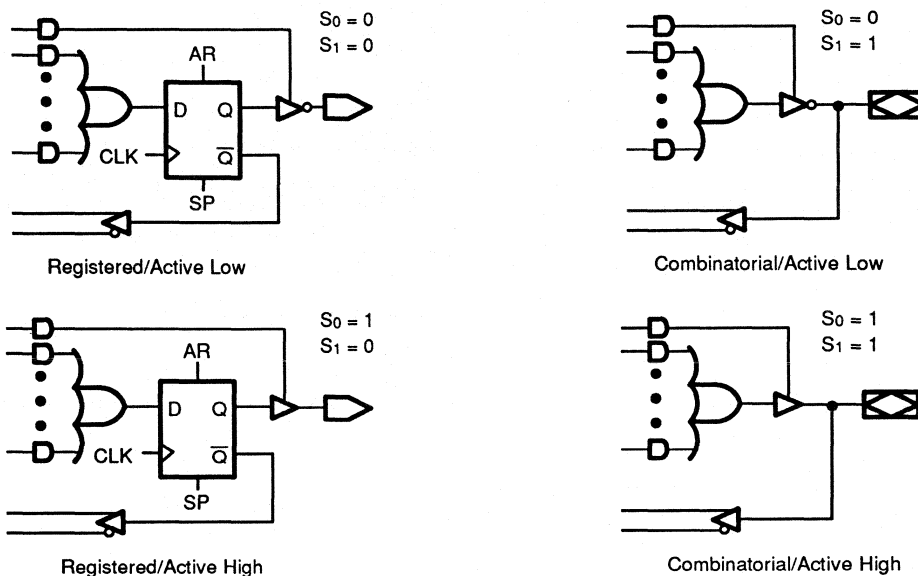 S₀ = 0
S₁ = 0
AR
D Q
CLK
Q̅
SP
Registered/Active Low
S₀ = 0
S₁ = 1
Combinatorial/Active Low
S₀ = 1
S₁ = 0
AR
D Q
CLK
Q̅
SP
Registered/Active High
S₀ = 1
S₁ = 1
Combinatorial/Active High